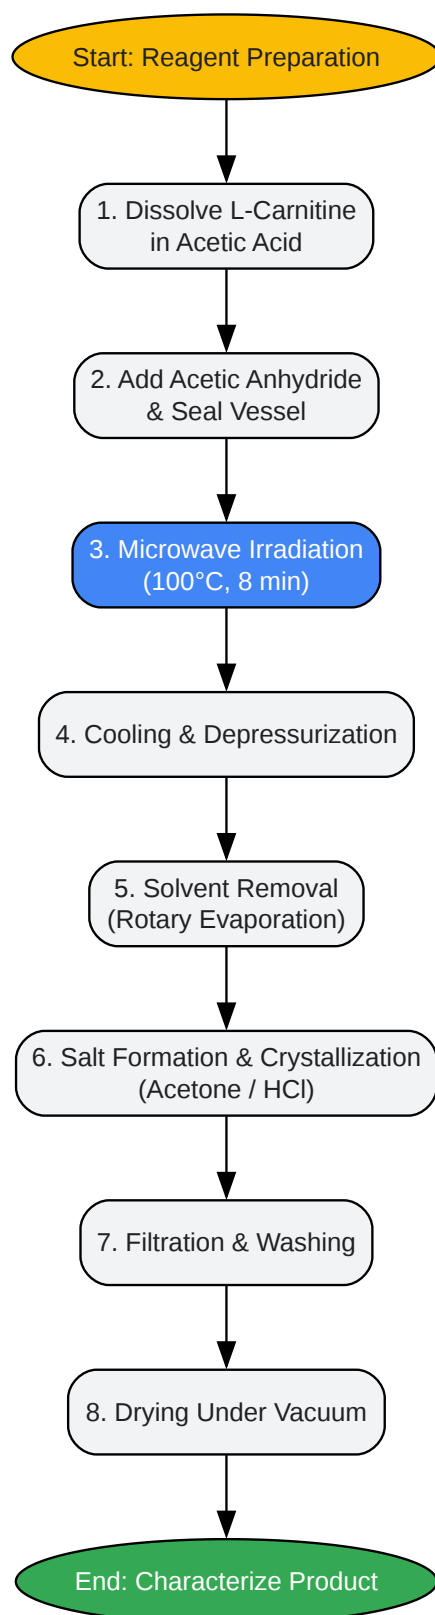 Start: Reagent Preparation
1. Dissolve L-Carnitine
in Acetic Acid
2. Add Acetic Anhydride
& Seal Vessel
3. Microwave Irradiation
(100°C, 8 min)
4. Cooling & Depressurization
5. Solvent Removal
(Rotary Evaporation)
6. Salt Formation & Crystallization
(Acetone / HCl)
7. Filtration & Washing
8. Drying Under Vacuum
End: Characterize Product